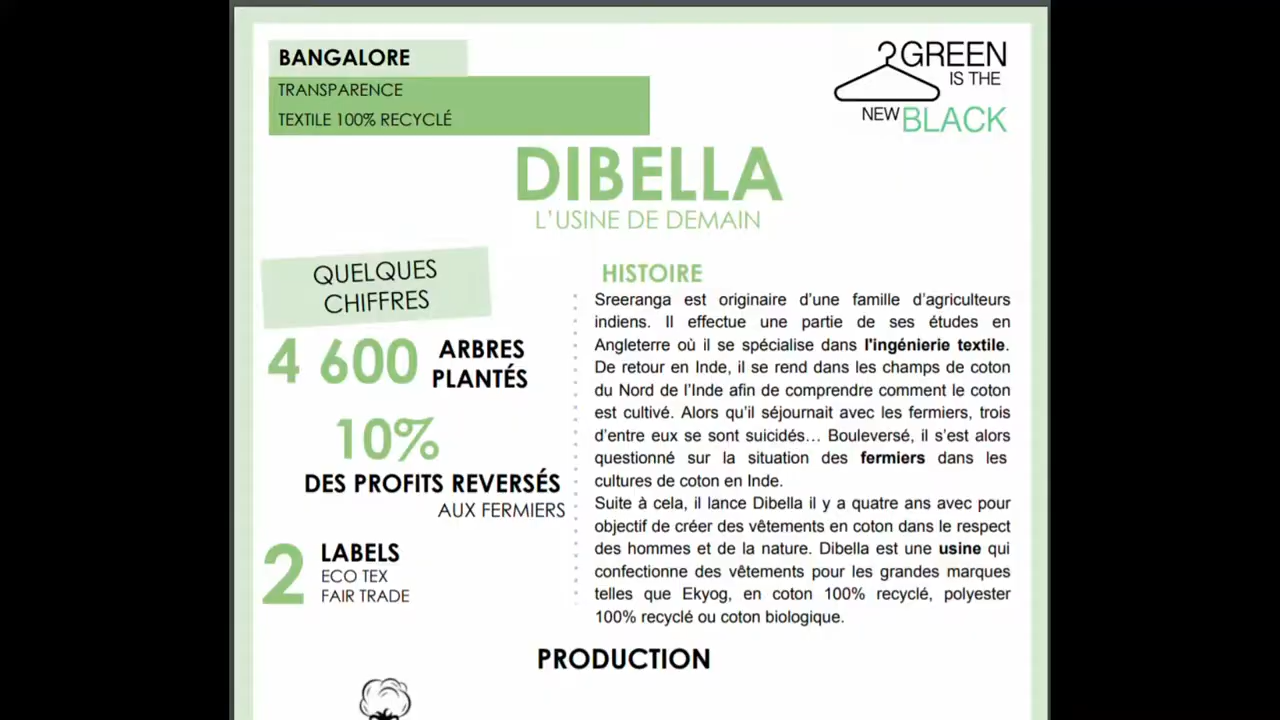 BANGALORE
TRANSPARENCE
TEXTILE 100% RECYCLÉ
GREEN
IS THE
NEW BLACK
DIBELLA
L'USINE DE DEMAIN
QUELQUES
CHIFFRES
4 600 ARBRES
PLANTÉS
10%
DES PROFITS REVERSÉS
AUX FERMIERS
2 LABELS
ECO TEX
FAIR TRADE
HISTOIRE
Sreeranga est originaire d'une famille d'agriculteurs
indiens. Il effectue une partie de ses études en
Angleterre où il se spécialise dans l'ingénierie textile.
De retour en Inde, il se rend dans les champs de coton
du Nord de l'Inde afin de comprendre comment le coton
est cultivé. Alors qu'il séjournait avec les fermiers, trois
d'entre eux se sont suicidés… Bouleversé, il s'est alors
questionné sur la situation des fermiers dans les
cultures de coton en Inde.
Suite à cela, il lance Dibella il y a quatre ans avec pour
objectif de créer des vêtements en coton dans le respect
des hommes et de la nature. Dibella est une usine qui
confectionne des vêtements pour les grandes marques
telles que Ekyog, en coton 100% recyclé, polyester
100% recyclé ou coton biologique.
PRODUCTION